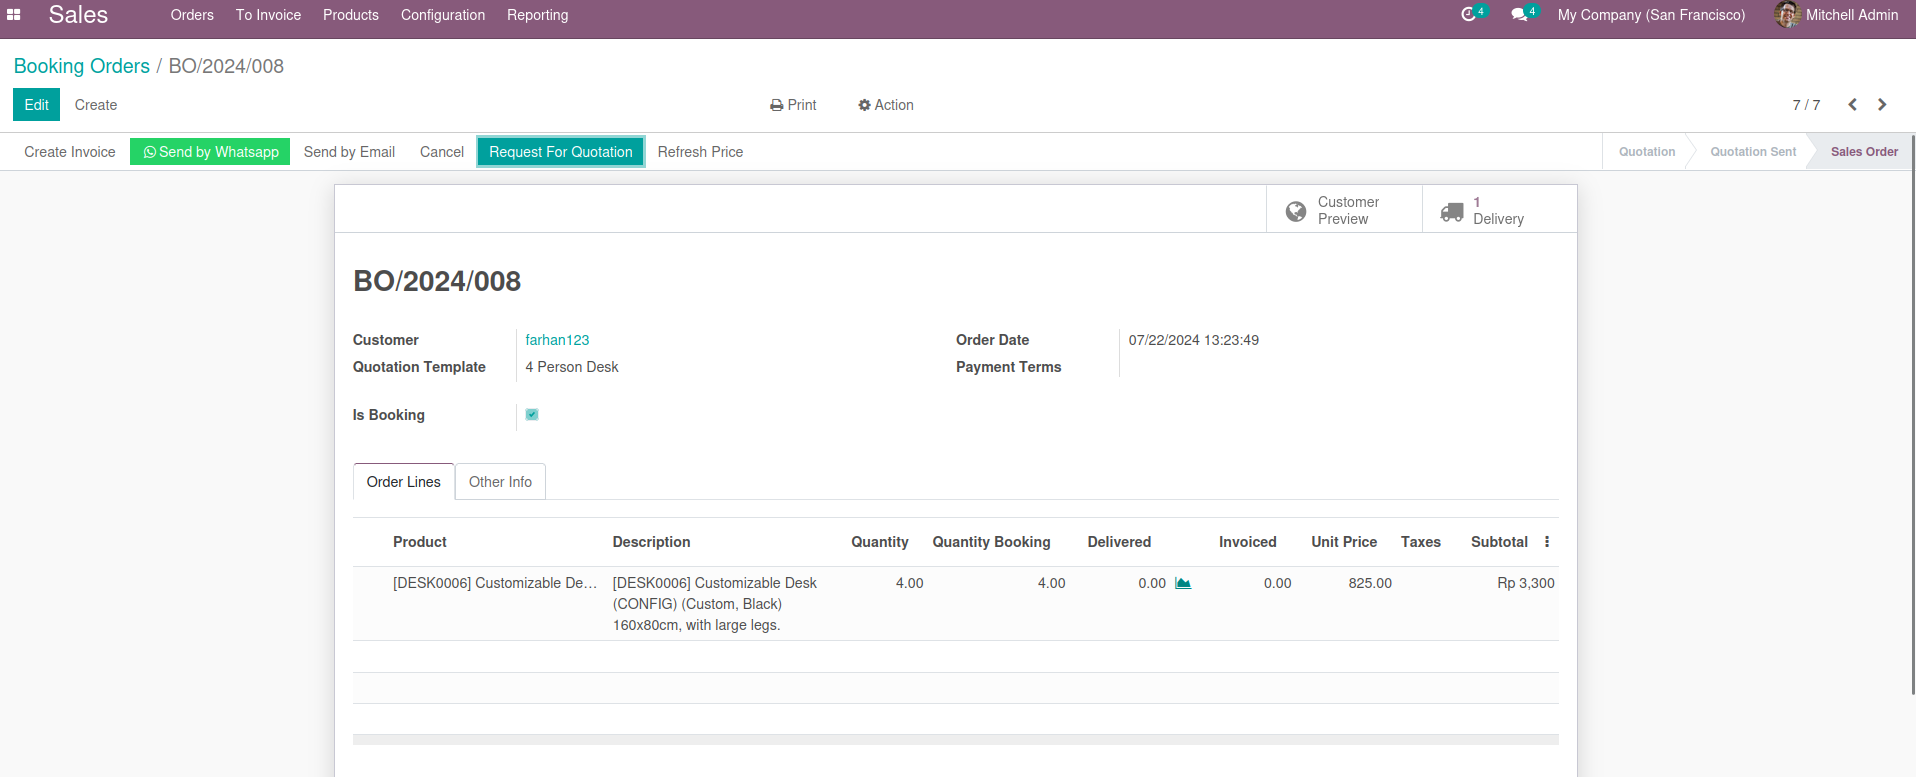 Sales Orders To Invoice Products Configuration Reporting 4 4 My Company (San Francisco) Mitchell Admin
Booking Orders / BO/2024/008
Edit Create Print Action 7 / 7
Create Invoice Send by Whatsapp Send by Email Cancel Request For Quotation Refresh Price Quotation Quotation Sent Sales Order
Customer Preview 1 Delivery
BO/2024/008
Customer farhan123 Order Date 07/22/2024 13:23:49
Quotation Template 4 Person Desk Payment Terms
Is Booking
Order Lines Other Info
Product Description Quantity Quantity Booking Delivered Invoiced Unit Price Taxes Subtotal
[DESK0006] Customizable De... [DESK0006] Customizable Desk 4.00 4.00 0.00 0.00 825.00 Rp 3,300
(CONFIG) (Custom, Black)
160x80cm, with large legs.